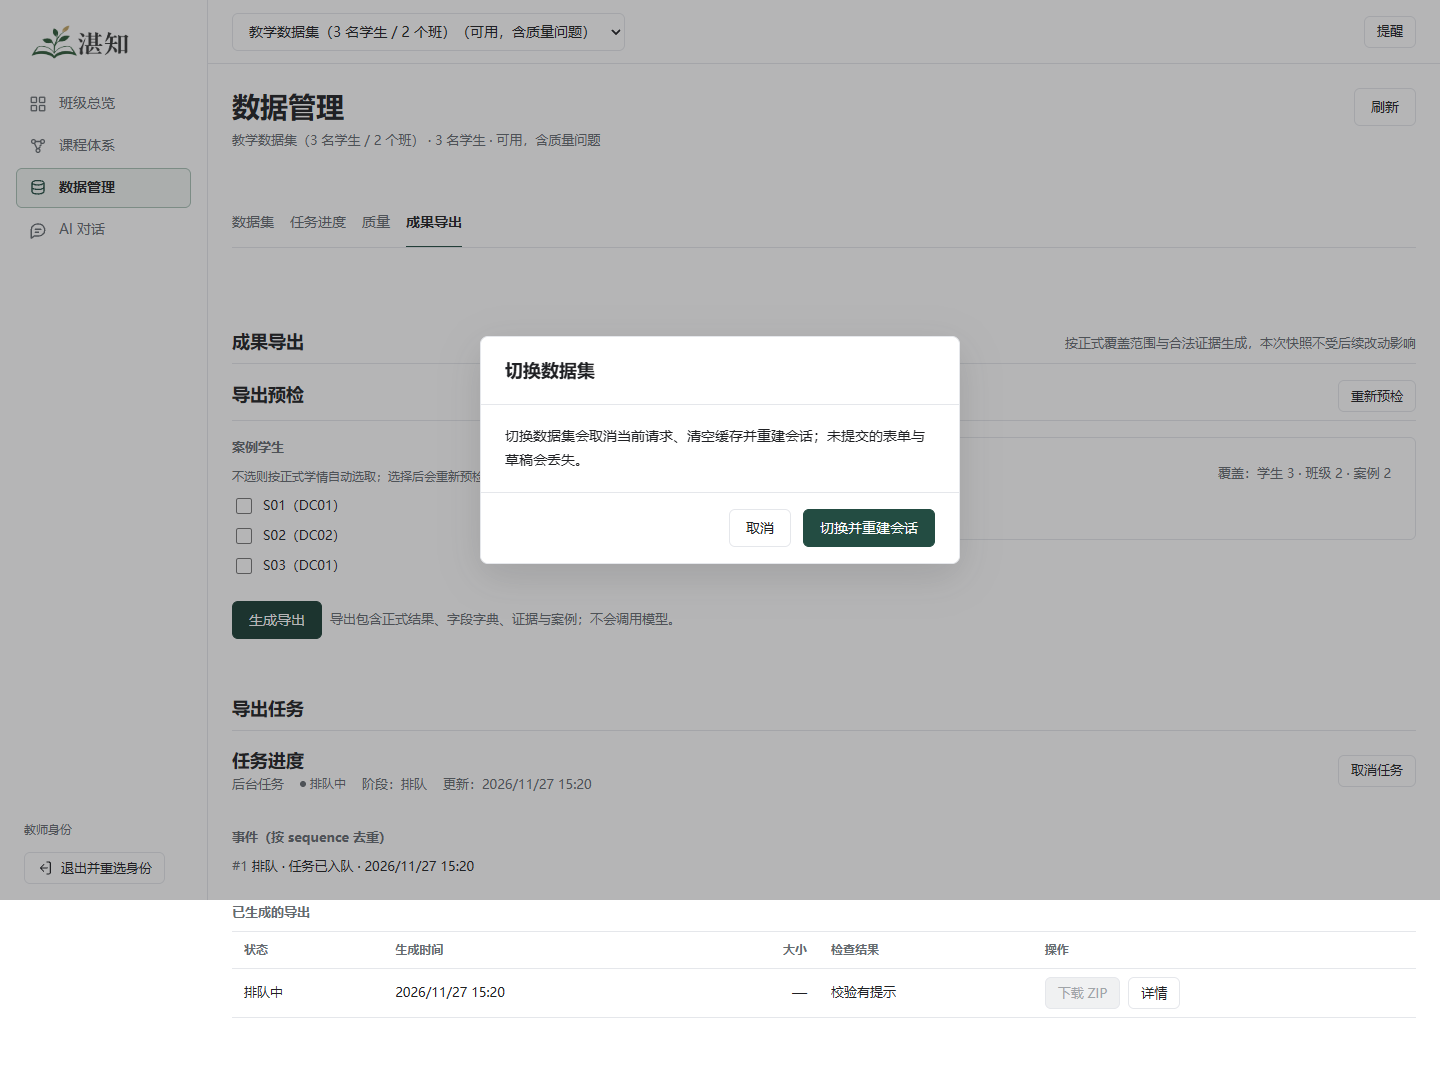 湛知
教学数据集（3 名学生 / 2 个班）（可用，含质量问题）
提醒
班级总览
课程体系
数据管理
AI 对话
数据管理
刷新
教学数据集（3 名学生 / 2 个班） · 3 名学生 · 可用，含质量问题
数据集 任务进度 质量 成果导出
成果导出
按正式覆盖范围与合法证据生成，本次快照不受后续改动影响
导出预检
重新预检
案例学生
不选则按正式学情自动选取；选择后会重新预检
覆盖：学生 3 · 班级 2 · 案例 2
S01（DC01）
S02（DC02）
S03（DC01）
切换数据集
切换数据集会取消当前请求、清空缓存并重建会话；未提交的表单与
草稿会丢失。
取消 切换并重建会话
生成导出 导出包含正式结果、字段字典、证据与案例；不会调用模型。
导出任务
任务进度
后台任务 排队中 阶段：排队 更新：2026/11/27 15:20
取消任务
事件（按 sequence 去重）
#1 排队 · 任务已入队 · 2026/11/27 15:20
教师身份
退出并重选身份
已生成的导出
状态 生成时间 大小 检查结果 操作
排队中 2026/11/27 15:20 — 校验有提示 下载 ZIP 详情